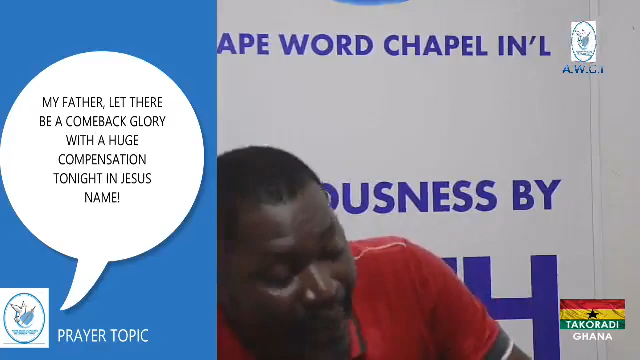 MY FATHER, LET THERE
BE A COMEBACK GLORY
WITH A HUGE
COMPENSATION
TONIGHT IN JESUS
NAME!
PRAYER TOPIC
APE WORD CHAPEL IN'L
OUSNESS BY
TH
A.W.C.I
TAKORADI
GHANA